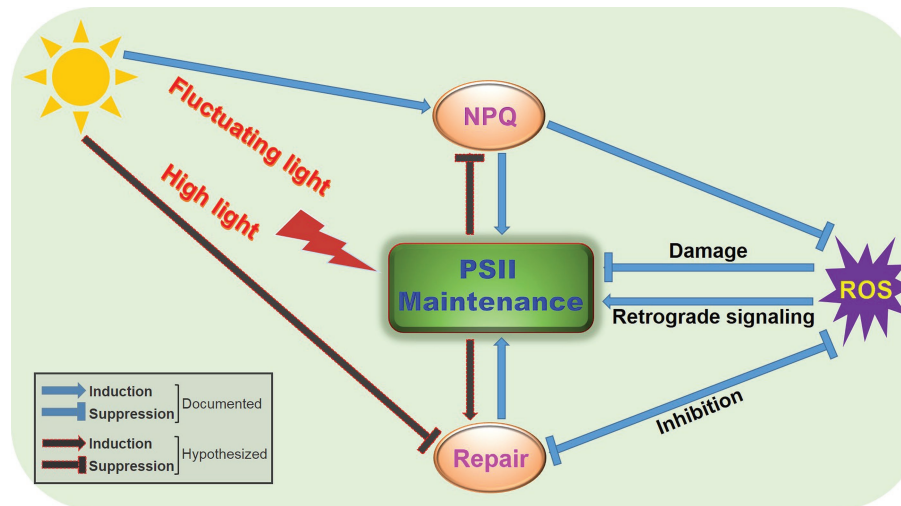 Fluctuating light
High light
NPQ
PSII
Maintenance
Damage
Retrograde signaling
ROS
Inhibition
Repair
Induction
Suppression
Documented
Induction
Suppression
Hypothesized